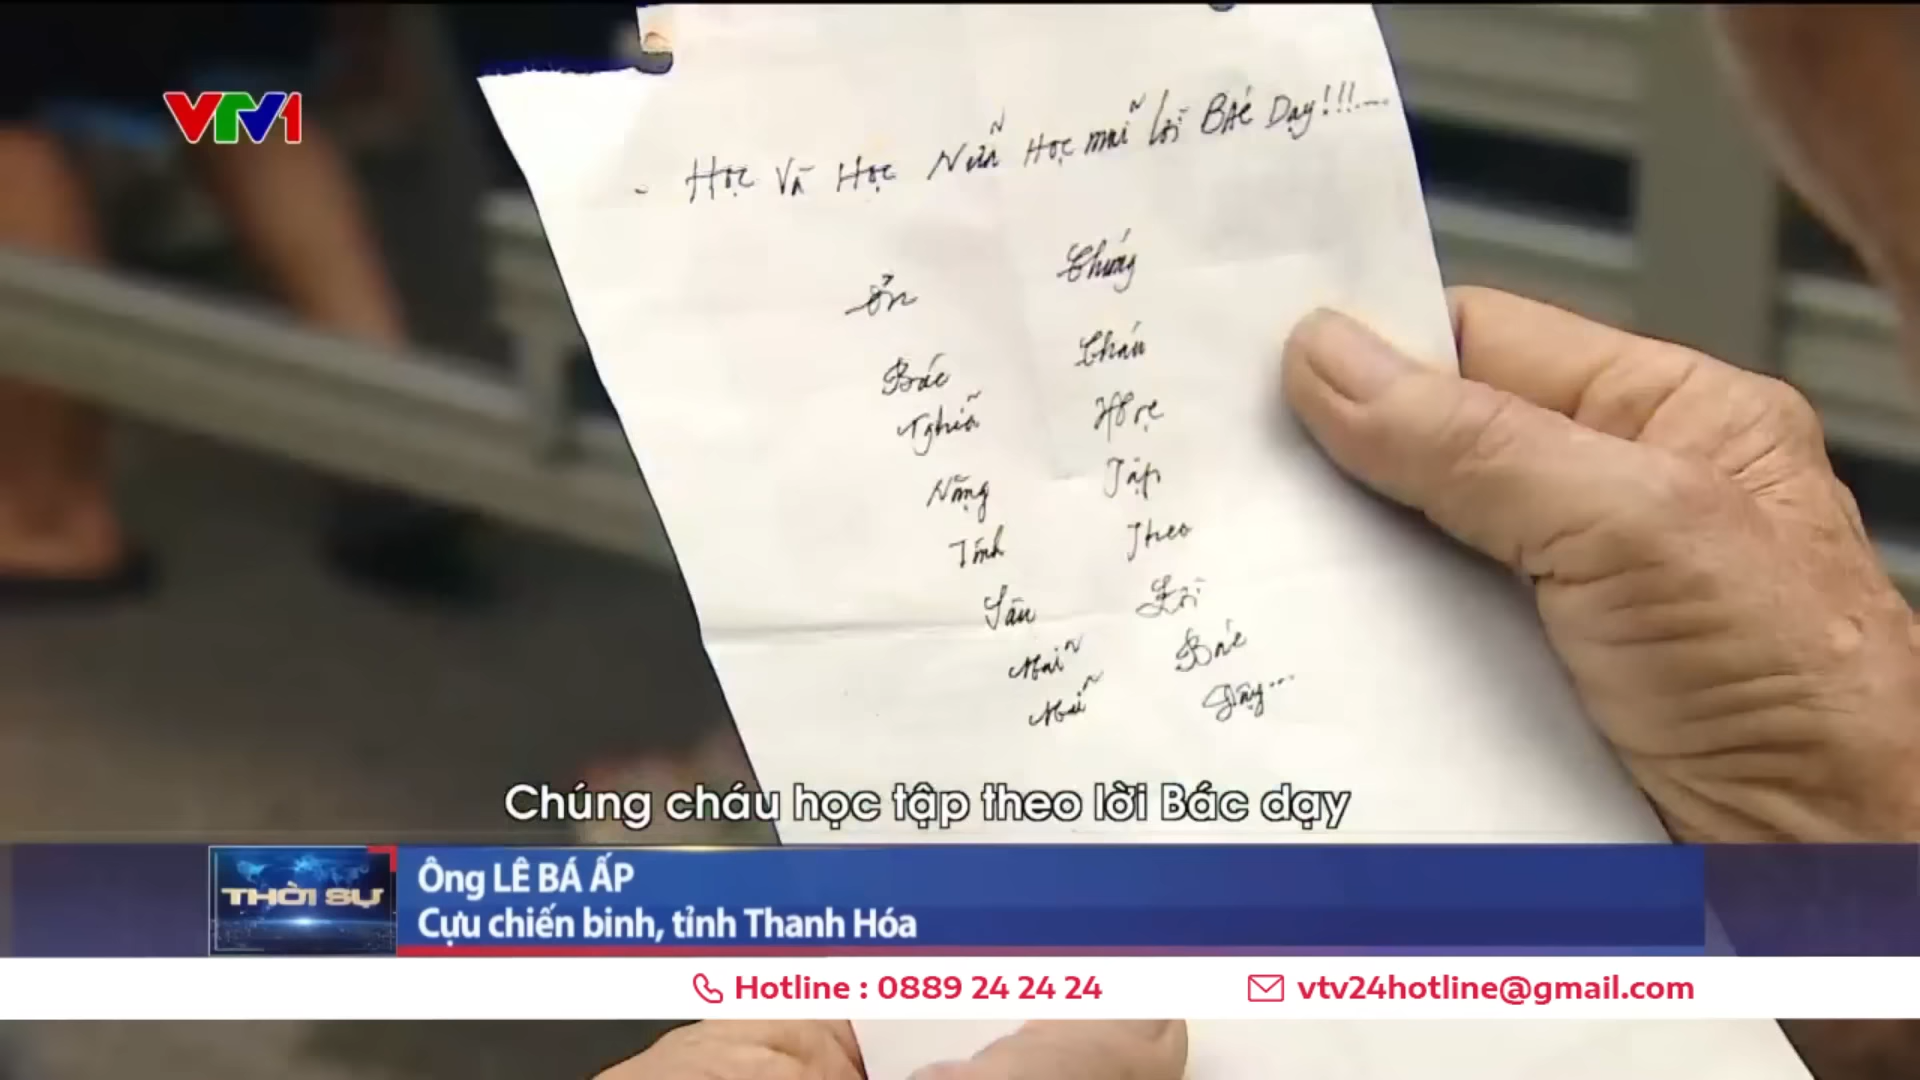 VTV1
- Học Và Học Nữa Học mãi lời BÁC Dạy!!!....
Ơn Chúng
Bác Cháu
Nghĩa Học
Nặng Tập
Tình Theo
Sâu Lời
Mãi Bác
Mãi Dạy...
Chúng cháu học tập theo lời Bác dạy
THỜI SỰ
Ông LÊ BÁ ẤP
Cựu chiến binh, tỉnh Thanh Hóa
Hotline : 0889 24 24 24 vtv24hotline@gmail.com